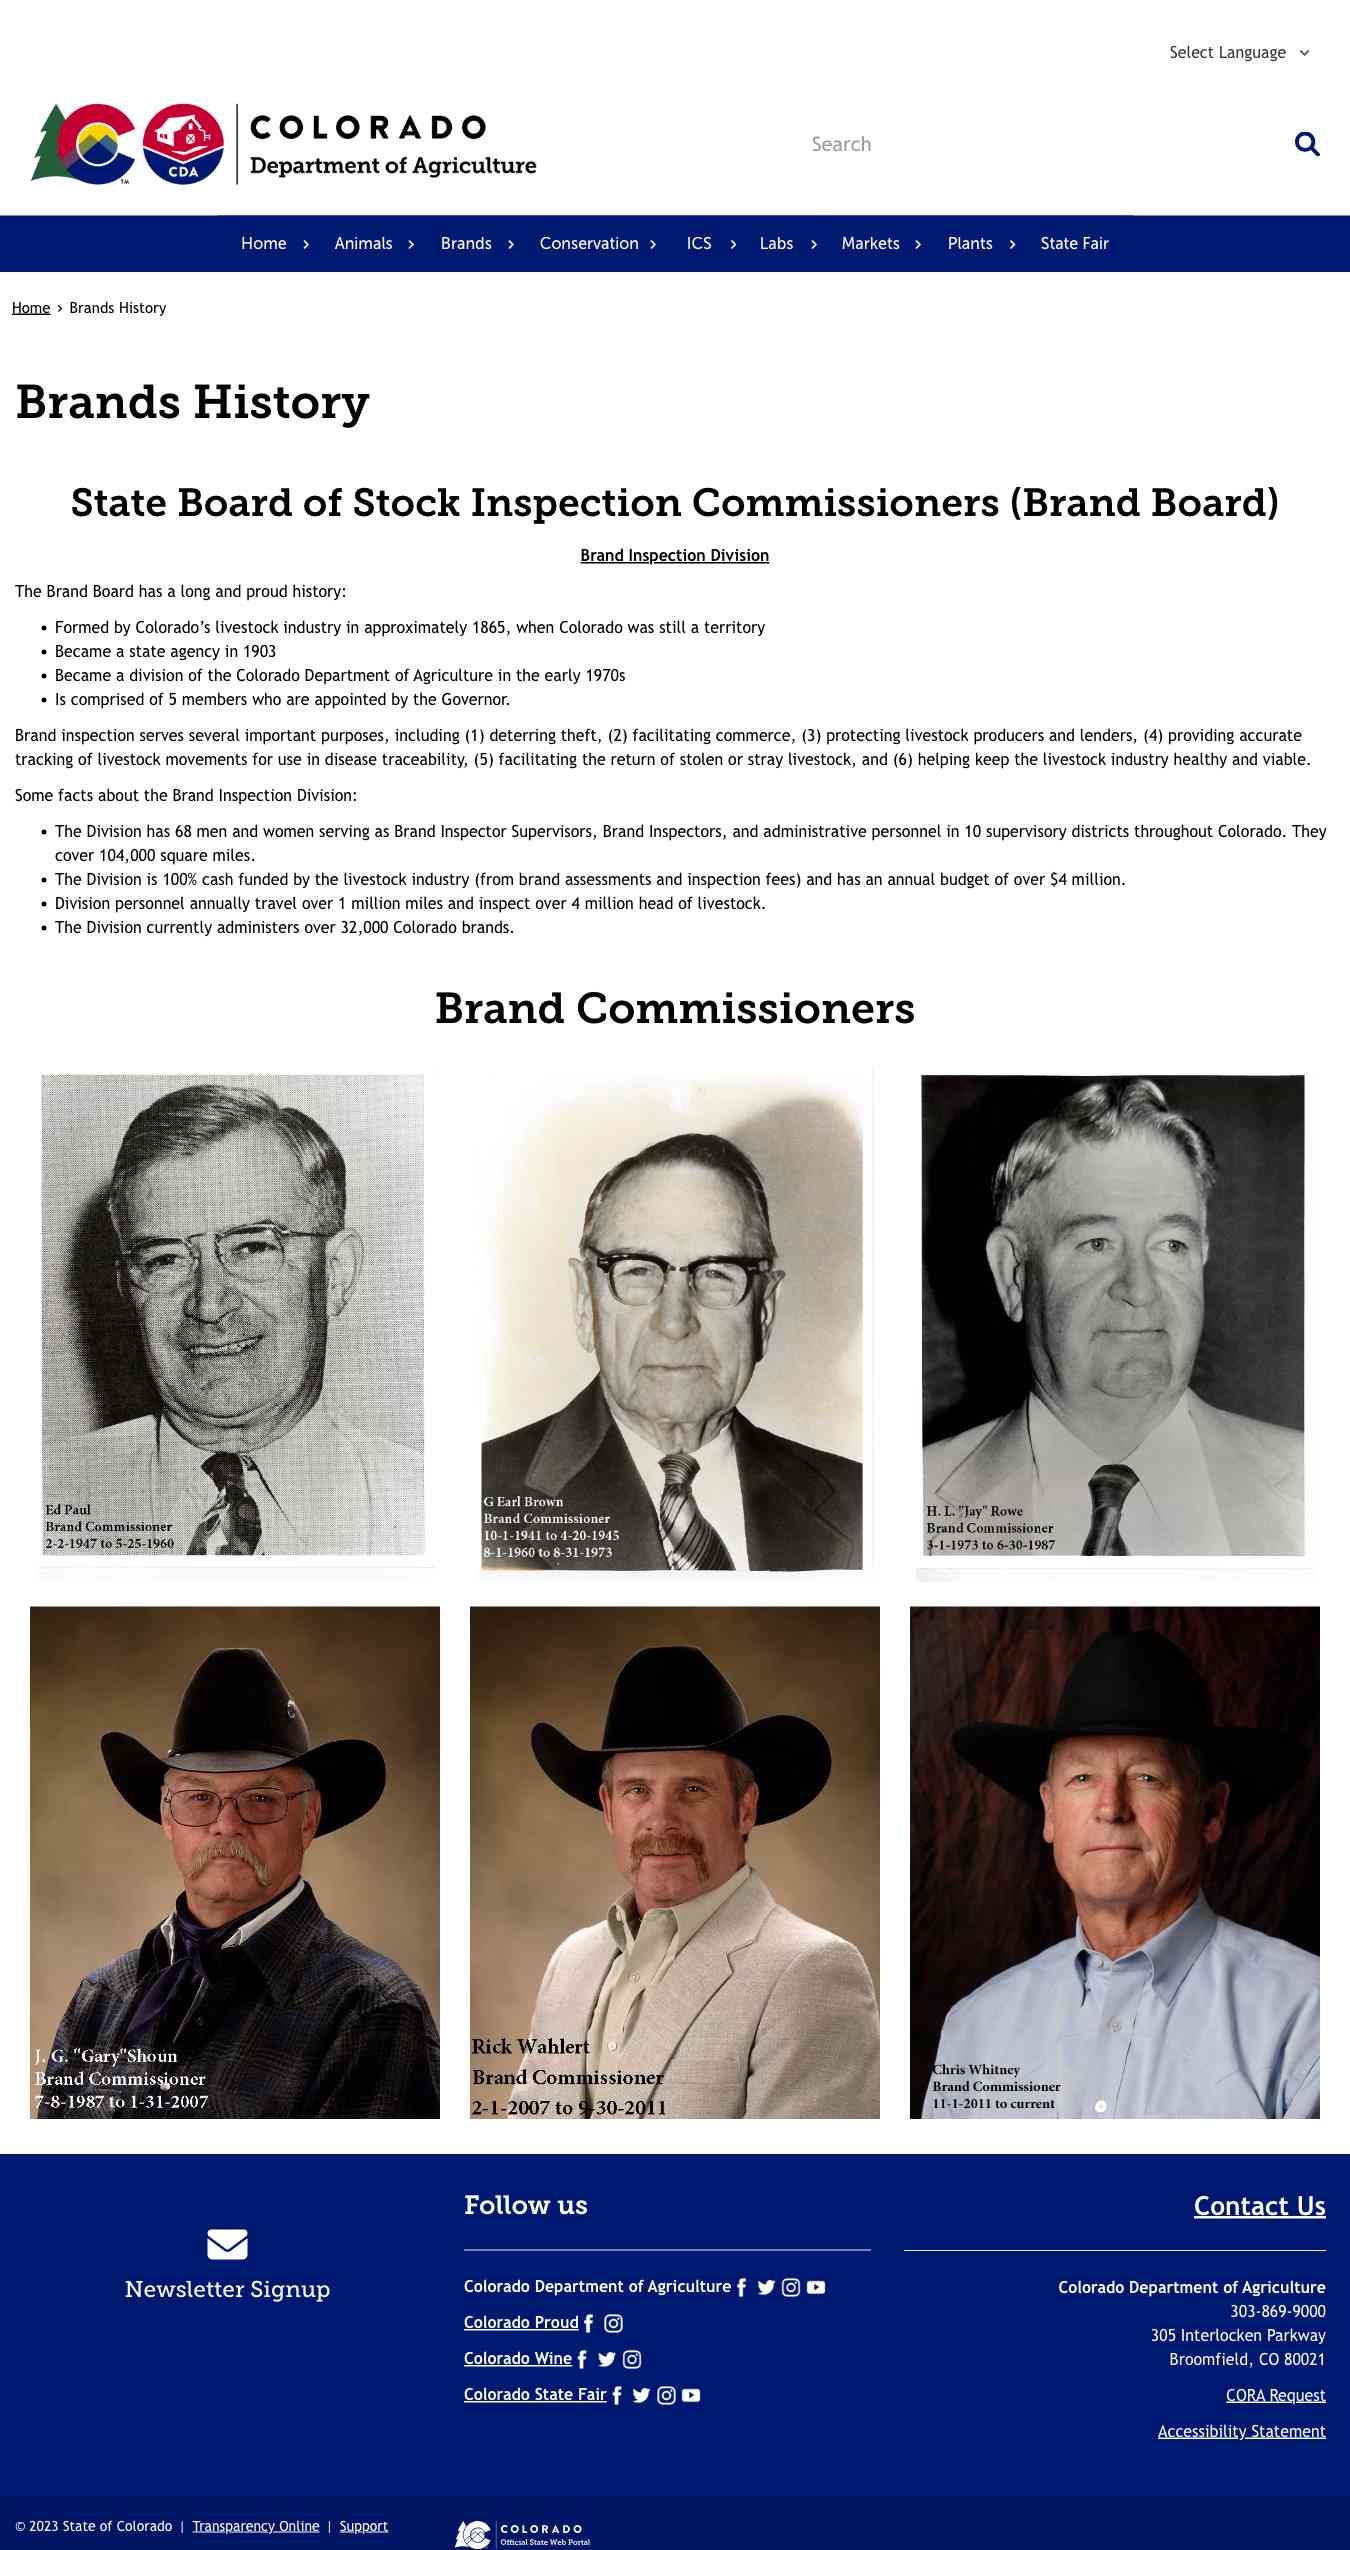 Select Language
CDA
TM
COLORADO
Department of Agriculture
Search
Home Animals Brands Conservation ICS Labs Markets Plants State Fair
Home › Brands History
Brands History
State Board of Stock Inspection Commissioners (Brand Board)
Brand Inspection Division
The Brand Board has a long and proud history:
• Formed by Colorado’s livestock industry in approximately 1865, when Colorado was still a territory
• Became a state agency in 1903
• Became a division of the Colorado Department of Agriculture in the early 1970s
• Is comprised of 5 members who are appointed by the Governor.
Brand inspection serves several important purposes, including (1) deterring theft, (2) facilitating commerce, (3) protecting livestock producers and lenders, (4) providing accurate
tracking of livestock movements for use in disease traceability, (5) facilitating the return of stolen or stray livestock, and (6) helping keep the livestock industry healthy and viable.
Some facts about the Brand Inspection Division:
• The Division has 68 men and women serving as Brand Inspector Supervisors, Brand Inspectors, and administrative personnel in 10 supervisory districts throughout Colorado. They
cover 104,000 square miles.
• The Division is 100% cash funded by the livestock industry (from brand assessments and inspection fees) and has an annual budget of over $4 million.
• Division personnel annually travel over 1 million miles and inspect over 4 million head of livestock.
• The Division currently administers over 32,000 Colorado brands.
Brand Commissioners
Ed Paul
Brand Commissioner
2-2-1947 to 5-25-1960
G Earl Brown
Brand Commissioner
10-1-1941 to 4-20-1945
8-1-1960 to 8-31-1973
H. L. "Jay" Rowe
Brand Commissioner
3-1-1973 to 6-30-1987
J. G. "Gary"Shoun
Brand Commissioner
7-8-1987 to 1-31-2007
Rick Wahlert
Brand Commissioner
2-1-2007 to 9-30-2011
Chris Whitney
Brand Commissioner
11-1-2011 to current
Newsletter Signup
Follow us
Colorado Department of Agriculture
Colorado Proud
Colorado Wine
Colorado State Fair
Contact Us
Colorado Department of Agriculture
303-869-9000
305 Interlocken Parkway
Broomfield, CO 80021
CORA Request
Accessibility Statement
© 2023 State of Colorado | Transparency Online | Support
COLORADO
Official State Web Portal